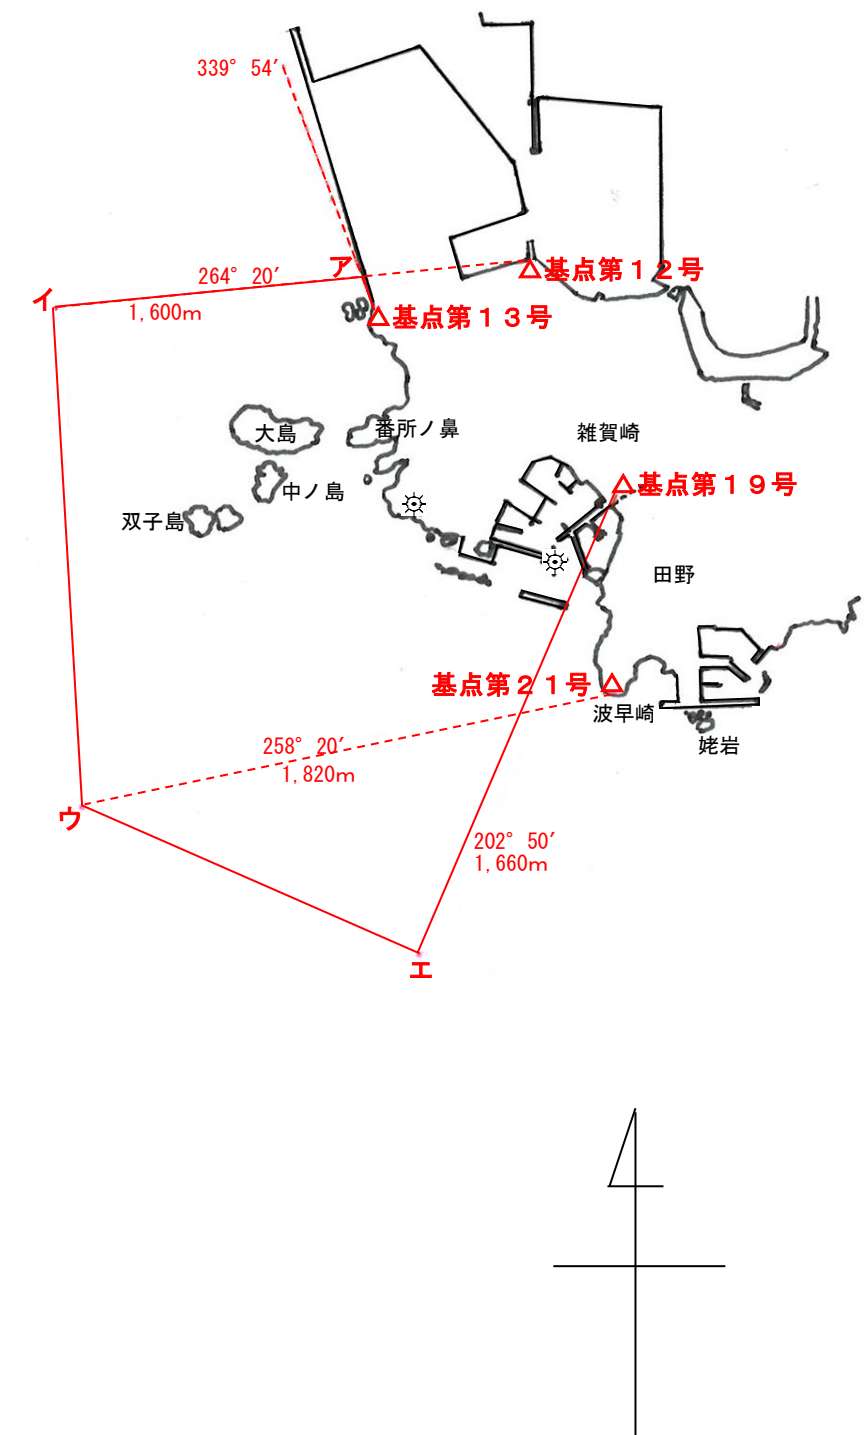 339° 54′
ア
264° 20′
基点第１２号
イ
1,600m
基点第１３号
大島
番所ノ鼻
雑賀崎
中ノ島
基点第１９号
双子島
田野
基点第２１号
波早崎
258° 20′
姥岩
1,820m
ウ
202° 50′
1,660m
エ